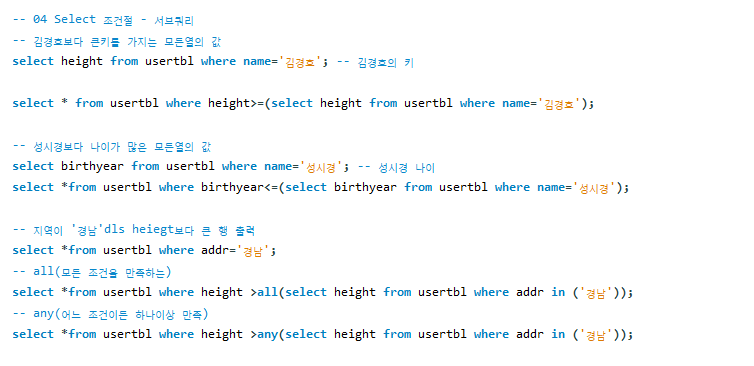 -- 04 Select 조건절 - 서브쿼리
-- 김경호보다 큰키를 가지는 모든열의 값
select height from usertbl where name='김경호'; -- 김경호의 키
select * from usertbl where height>=(select height from usertbl where name='김경호');
-- 성시경보다 나이가 많은 모든열의 값
select birthyear from usertbl where name='성시경'; -- 성시경 나이
select *from usertbl where birthyear<=(select birthyear from usertbl where name='성시경');
-- 지역이 '경남'dls heiegt보다 큰 행 출력
select *from usertbl where addr='경남';
-- all(모든 조건을 만족하는)
select *from usertbl where height >all(select height from usertbl where addr in ('경남'));
-- any(어느 조건이든 하나이상 만족)
select *from usertbl where height >any(select height from usertbl where addr in ('경남'));